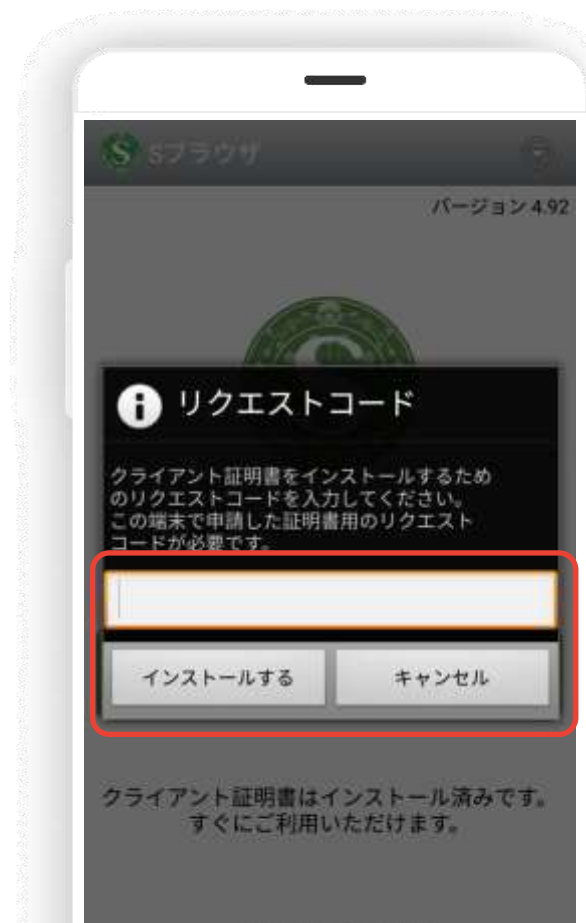 S Sブラウザ
バージョン 4.92
リクエストコード
クライアント証明書をインストールするため
のリクエストコードを入力してください。
この端末で申請した証明書用のリクエスト
コードが必要です。
インストールする キャンセル
クライアント証明書はインストール済みです。
すぐにご利用いただけます。